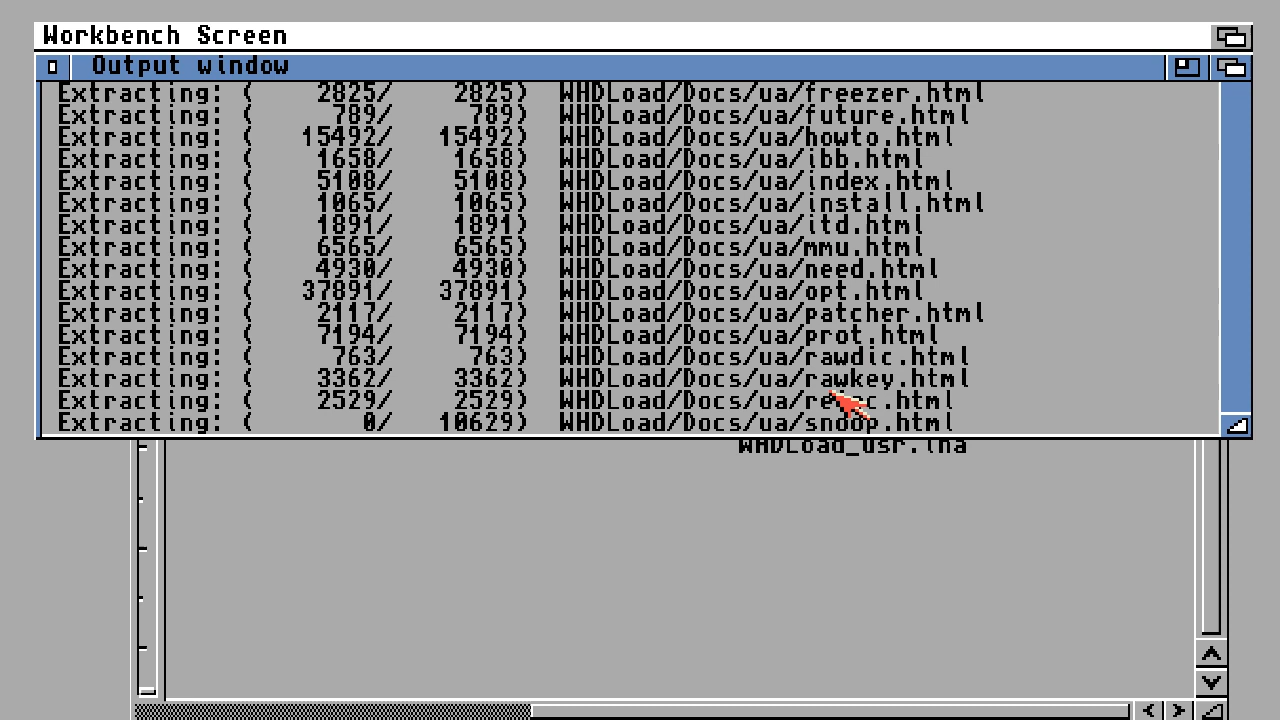 Workbench Screen
Output window
Extracting: ( 2825/ 2825) WHDLoad/Docs/ua/freezer.html
Extracting: ( 789/ 789) WHDLoad/Docs/ua/future.html
Extracting: ( 15492/ 15492) WHDLoad/Docs/ua/howto.html
Extracting: ( 1658/ 1658) WHDLoad/Docs/ua/ibb.html
Extracting: ( 5108/ 5108) WHDLoad/Docs/ua/index.html
Extracting: ( 1065/ 1065) WHDLoad/Docs/ua/install.html
Extracting: ( 1891/ 1891) WHDLoad/Docs/ua/itd.html
Extracting: ( 6565/ 6565) WHDLoad/Docs/ua/mmu.html
Extracting: ( 4930/ 4930) WHDLoad/Docs/ua/need.html
Extracting: ( 37891/ 37891) WHDLoad/Docs/ua/opt.html
Extracting: ( 2117/ 2117) WHDLoad/Docs/ua/patcher.html
Extracting: ( 7194/ 7194) WHDLoad/Docs/ua/prot.html
Extracting: ( 763/ 763) WHDLoad/Docs/ua/rawdic.html
Extracting: ( 3362/ 3362) WHDLoad/Docs/ua/rawkey.html
Extracting: ( 2529/ 2529)
Extracting: ( 0/ 10629) WHDLoad/Docs/ua/snoop.html
WHDLoad_usr.lha